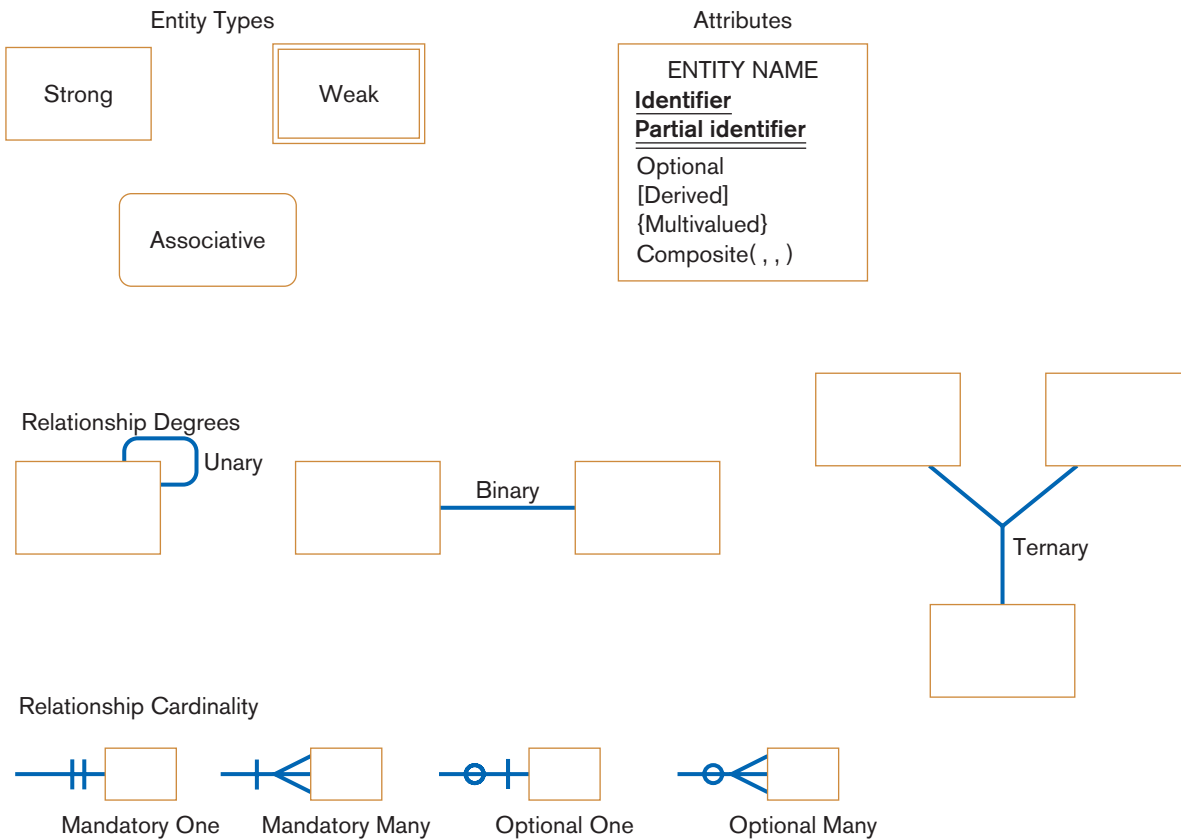 Entity Types
Strong
Weak
Associative
Attributes
ENTITY NAME
Identifier
Partial identifier
Optional
[Derived]
{Multivalued}
Composite( , , )
Relationship Degrees
Unary
Binary
Ternary
Relationship Cardinality
Mandatory One
Mandatory Many
Optional One
Optional Many